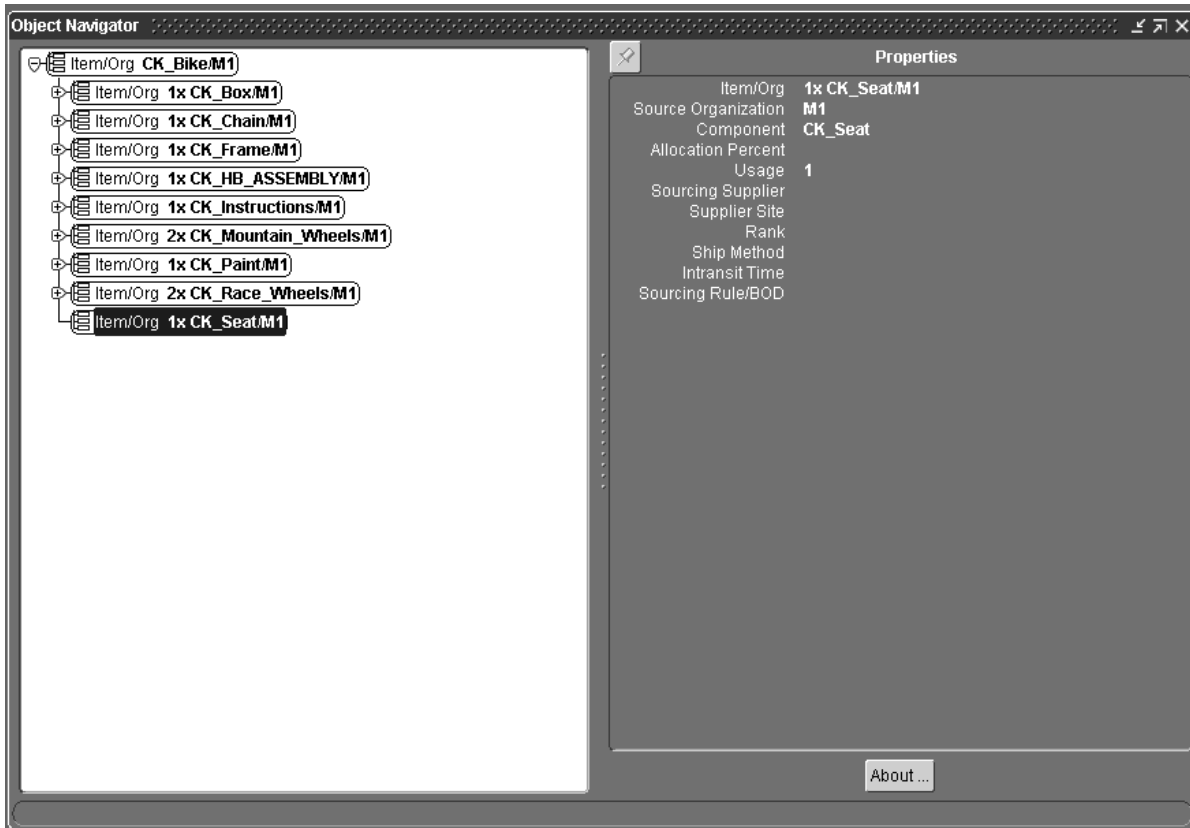 Object Navigator
Item/Org CK_Bike/M1
Item/Org 1x CK_Box/M1
Item/Org 1x CK_Chain/M1
Item/Org 1x CK_Frame/M1
Item/Org 1x CK_HB_ASSEMBLY/M1
Item/Org 1x CK_Instructions/M1
Item/Org 2x CK_Mountain_Wheels/M1
Item/Org 1x CK_Paint/M1
Item/Org 2x CK_Race_Wheels/M1
Item/Org 1x CK_Seat/M1
Properties
Item/Org 1x CK_Seat/M1
Source Organization M1
Component CK_Seat
Allocation Percent
Usage 1
Sourcing Supplier
Supplier Site
Rank
Ship Method
Intransit Time
Sourcing Rule/BOD
About ...